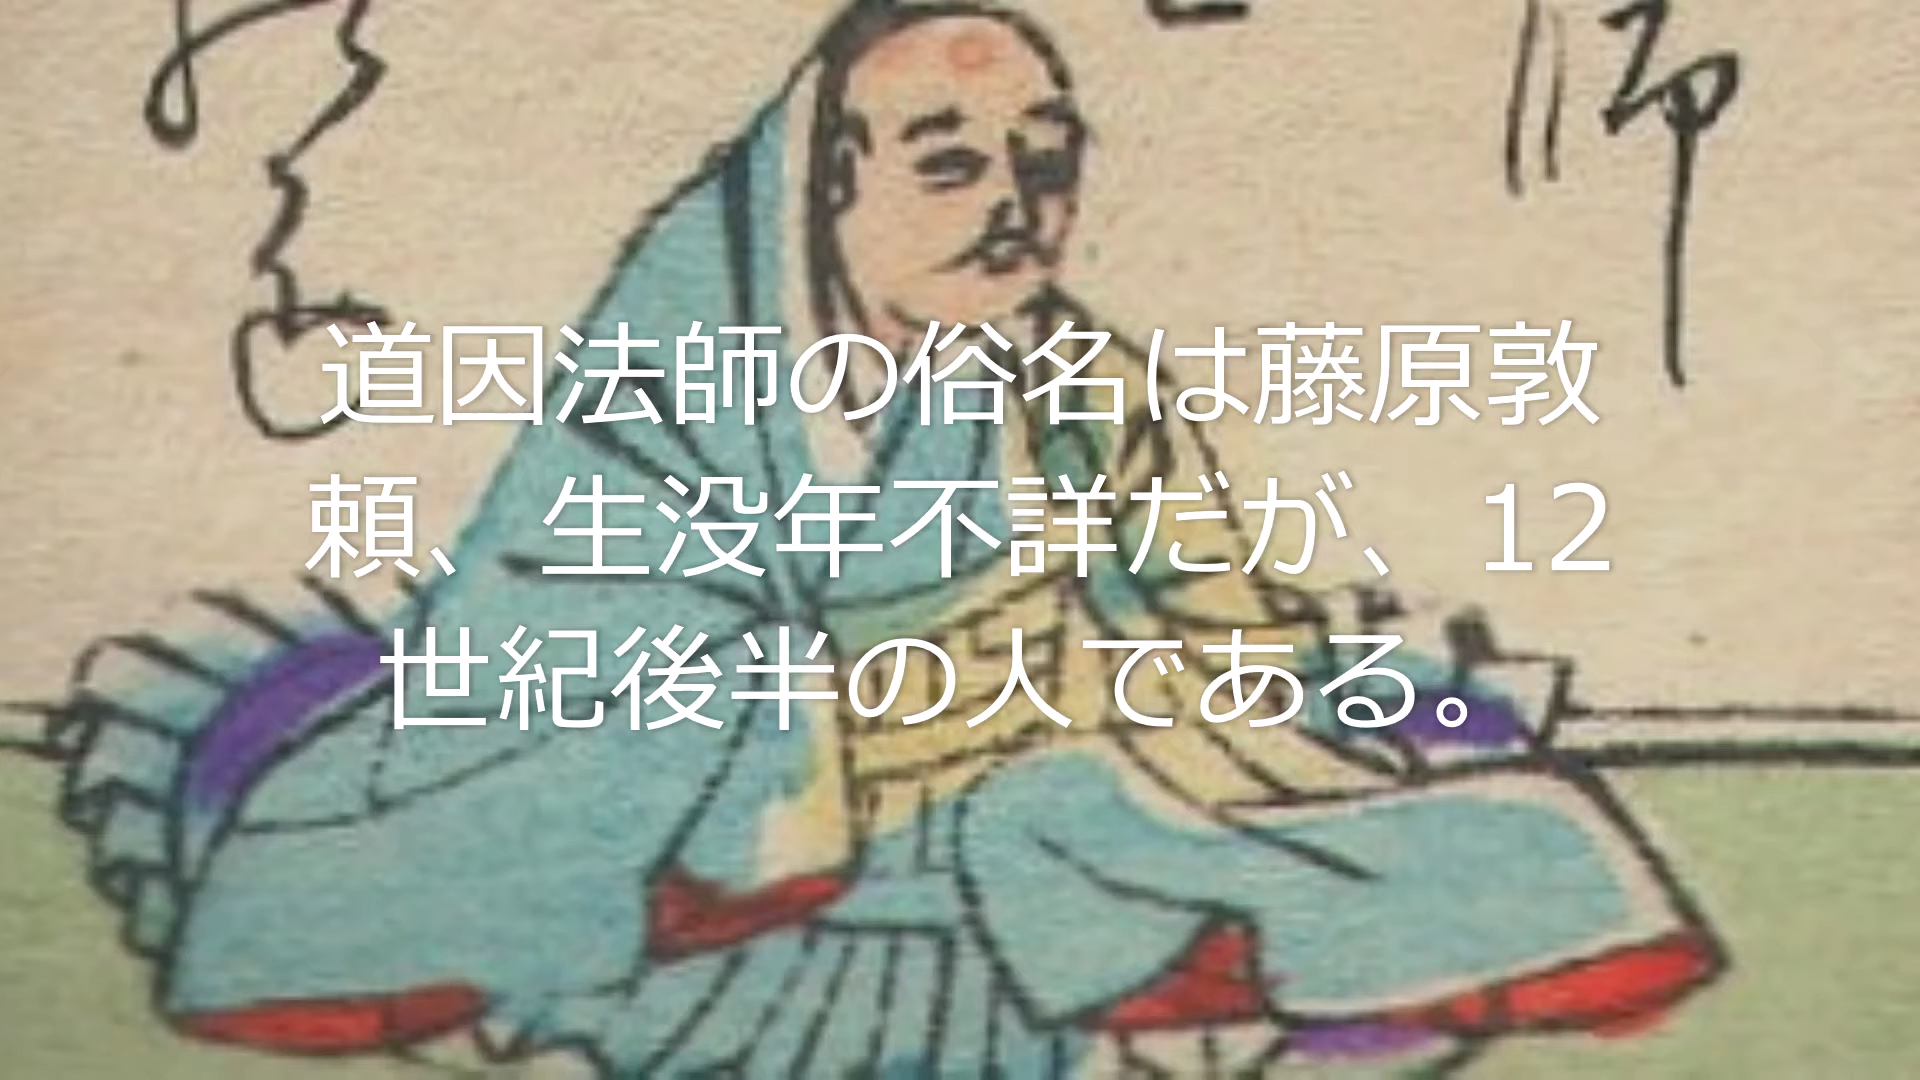 師
道因法師の俗名は藤原敦
頼、生没年不詳だが、12
世紀後半の人である。